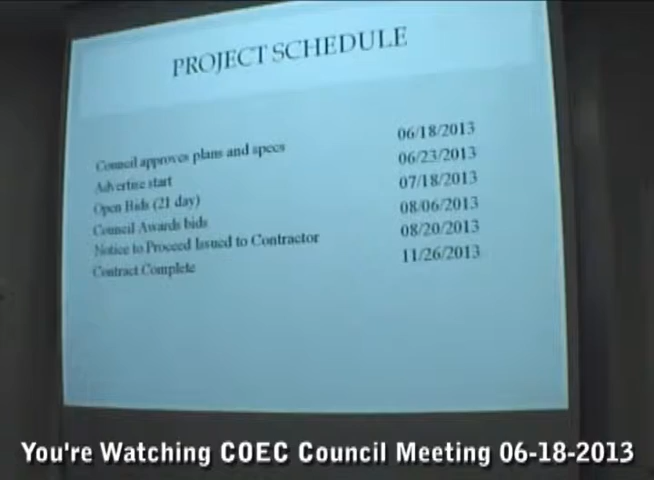 PROJECT SCHEDULE
Council approves plans and specs 06/18/2013
Advertise start 06/23/2013
Open Bids (21 day) 07/18/2013
Council Awards bids 08/06/2013
Notice to Proceed Issued to Contractor 08/20/2013
Contract Complete 11/26/2013
You're Watching COEC Council Meeting 06-18-2013